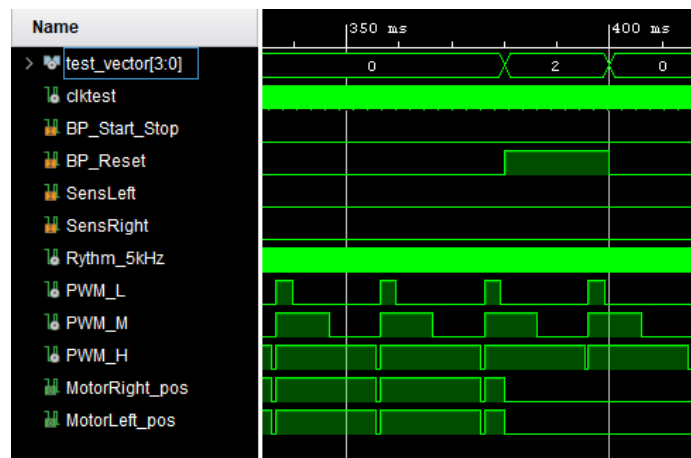 Name
350 ms 400 ms
test_vector[3:0] 0 2 0
clktest
BP_Start_Stop
BP_Reset
SensLeft
SensRight
Rythm_5kHz
PWM_L
PWM_M
PWM_H
MotorRight_pos
MotorLeft_pos